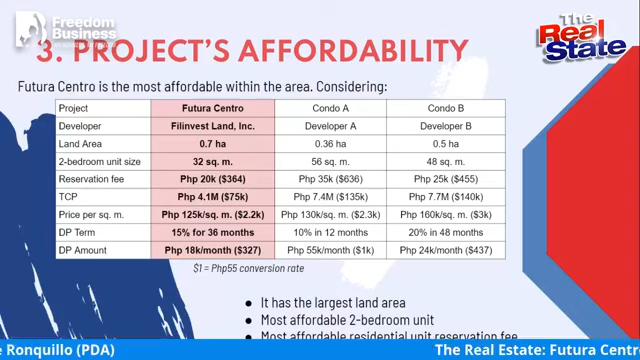 Freedom
Business
The
Real
State
3. PROJECT'S AFFORDABILITY
Futura Centro is the most affordable within the area. Considering:
Project Futura Centro Condo A Condo B
Developer Filinvest Land, Inc. Developer A Developer B
Land Area 0.7 ha 0.36 ha 0.5 ha
2-bedroom unit size 32 sq. m. 56 sq. m. 48 sq. m.
Reservation fee Php 20k ($364) Php 35k ($636) Php 25k ($455)
TCP Php 4.1M ($75k) Php 7.4M ($135k) Php 7.7M ($140k)
Price per sq. m. Php 125k/sq. m. ($2.2k) Php 130k/sq. m. ($2.3k) Php 160k/sq. m. ($3k)
DP Term 15% for 36 months 10% in 12 months 20% in 48 months
DP Amount Php 18k/month ($327) Php 55k/month ($1k) Php 24k/month ($437)
$1 = Php55 conversion rate
● It has the largest land area
● Most affordable 2-bedroom unit
● Most affordable residential unit reservation fee
e Ronquillo (PDA) The Real Estate: Futura Centro